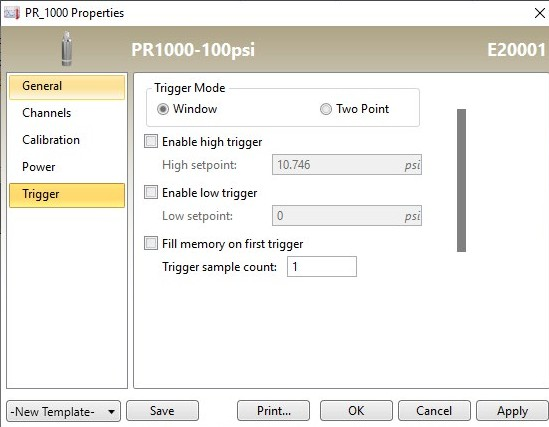 PR_1000 Properties
PR1000-100psi E20001
General
Channels
Calibration
Power
Trigger
Trigger Mode
Window Two Point
Enable high trigger
High setpoint: 10.746 psi
Enable low trigger
Low setpoint: 0 psi
Fill memory on first trigger
Trigger sample count: 1
-New Template- Save Print... OK Cancel Apply